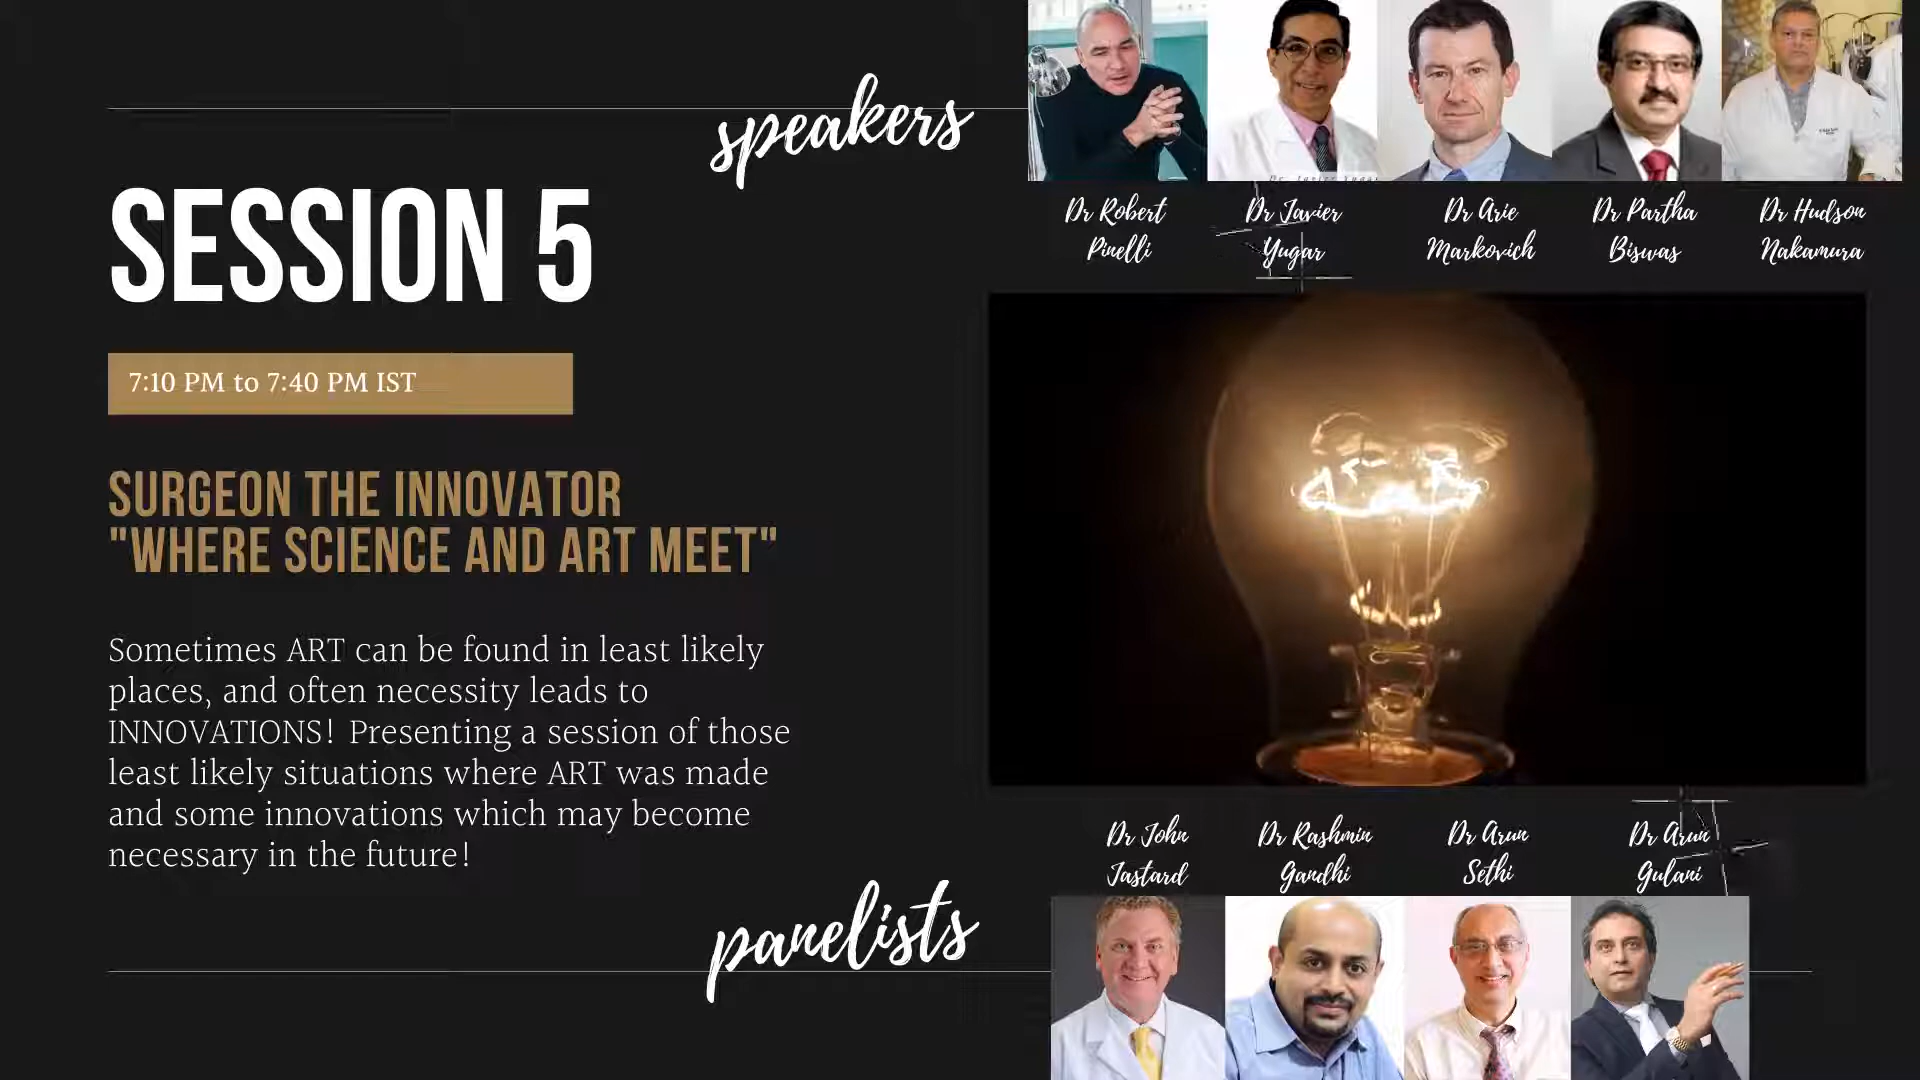 speakers
SESSION 5
7:10 PM to 7:40 PM IST
SURGEON THE INNOVATOR
"WHERE SCIENCE AND ART MEET"
Sometimes ART can be found in least likely
places, and often necessity leads to
INNOVATIONS! Presenting a session of those
least likely situations where ART was made
and some innovations which may become
necessary in the future!
Dr Robert
Pinelli
Dr Javier
Yugar
Dr Arie
Markovich
Dr Partha
Biswas
Dr Hudson
Nakamura
panelists
Dr John
Jastard
Dr Rashmin
Gandhi
Dr Arun
Sethi
Dr Arun
Gulani